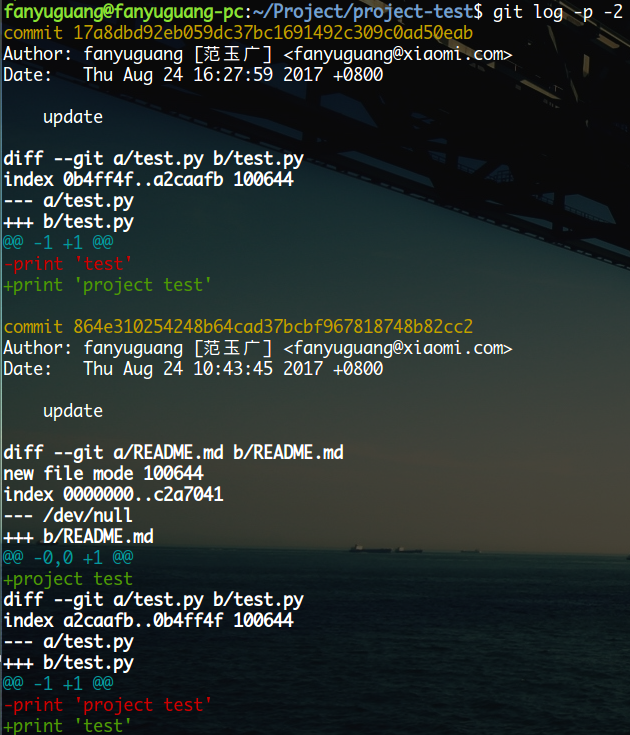 fanyuguang@fanyuguang-pc:~/Project/project-test$ git log -p -2
commit 17a8dbd92eb059dc37bc1691492c309c0ad50eab
Author: fanyuguang [范玉广] <fanyuguang@xiaomi.com>
Date:   Thu Aug 24 16:27:59 2017 +0800

    update

diff --git a/test.py b/test.py
index 0b4ff4f..a2caafb 100644
--- a/test.py
+++ b/test.py
@@ -1 +1 @@
-print 'test'
+print 'project test'

commit 864e310254248b64cad37bcbf967818748b82cc2
Author: fanyuguang [范玉广] <fanyuguang@xiaomi.com>
Date:   Thu Aug 24 10:43:45 2017 +0800

    update

diff --git a/README.md b/README.md
new file mode 100644
index 0000000..c2a7041
--- /dev/null
+++ b/README.md
@@ -0,0 +1 @@
+project test
diff --git a/test.py b/test.py
index a2caafb..0b4ff4f 100644
--- a/test.py
+++ b/test.py
@@ -1 +1 @@
-print 'project test'
+print 'test'